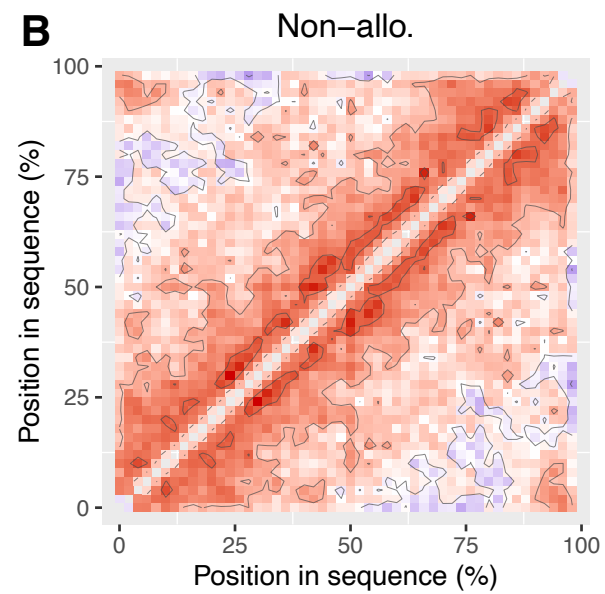 B
Non−allo.
Position in sequence (%)
100
75
50
25
0
0 25 50 75 100
Position in sequence (%)